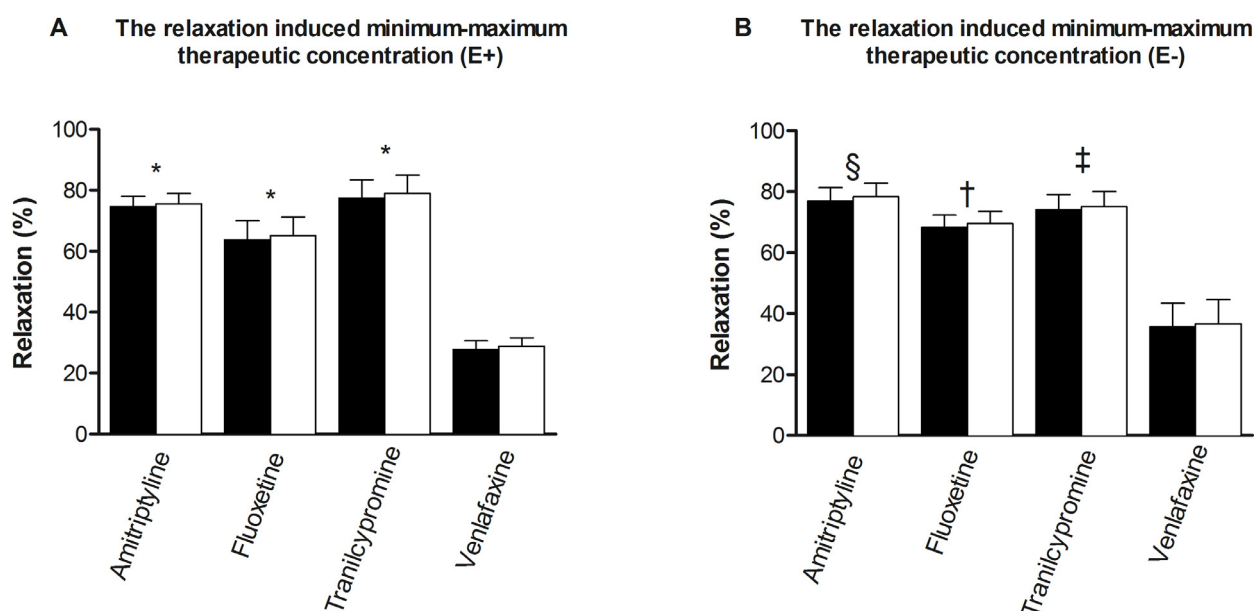 A The relaxation induced minimum-maximum
therapeutic concentration (E+)
Relaxation (%)
100
80
60
40
20
0
*
*
*
Amitriptyline
Fluoxetine
Tranilcypromine
Venlafaxine
B The relaxation induced minimum-maximum
therapeutic concentration (E-)
Relaxation (%)
100
80
60
40
20
0
§
†
‡
Amitriptyline
Fluoxetine
Tranilcypromine
Venlafaxine